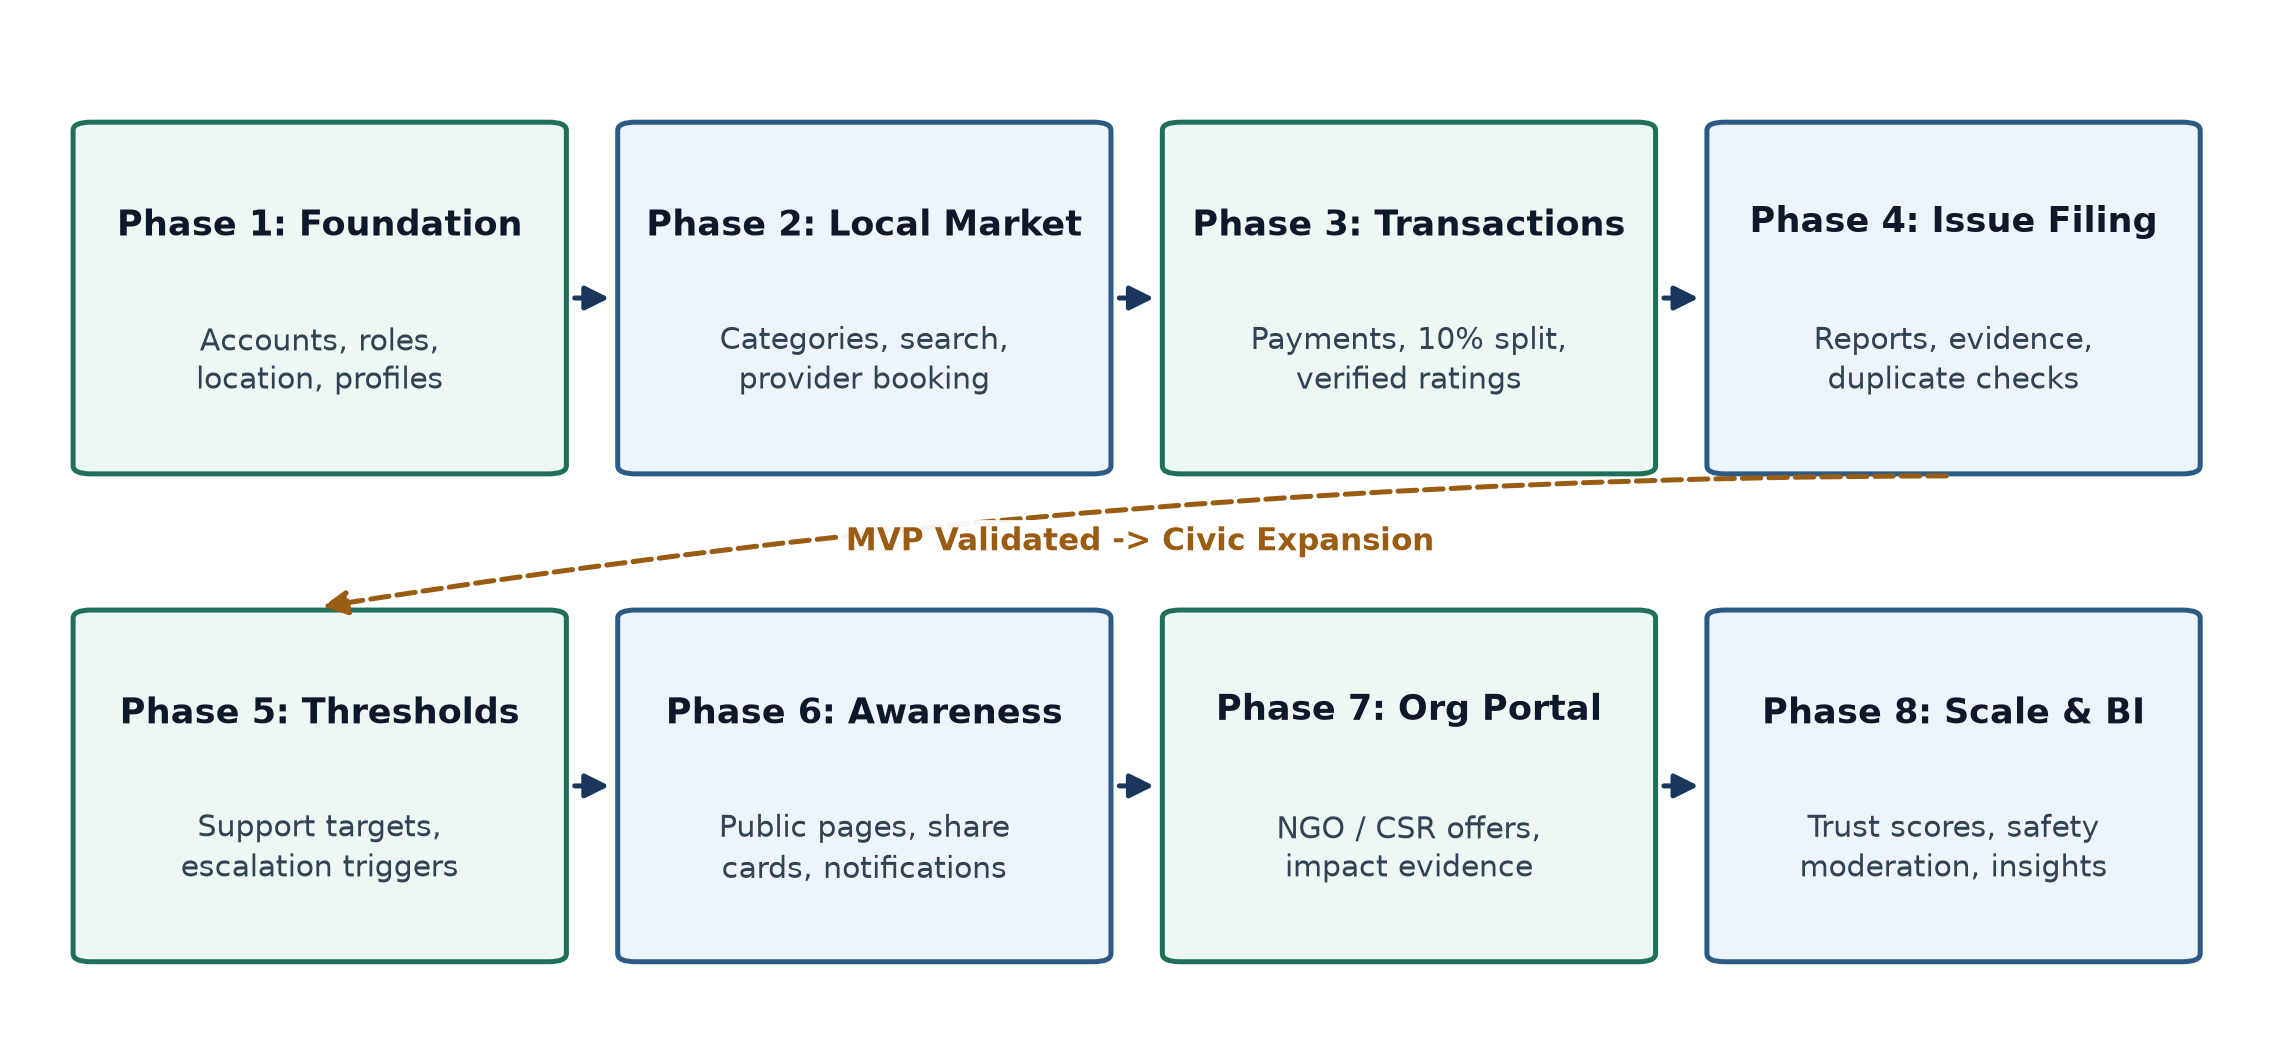 Phase 1: Foundation
Accounts, roles,
location, profiles
Phase 2: Local Market
Categories, search,
provider booking
Phase 3: Transactions
Payments, 10% split,
verified ratings
Phase 4: Issue Filing
Reports, evidence,
duplicate checks
MVP Validated -> Civic Expansion
Phase 5: Thresholds
Support targets,
escalation triggers
Phase 6: Awareness
Public pages, share
cards, notifications
Phase 7: Org Portal
NGO / CSR offers,
impact evidence
Phase 8: Scale & BI
Trust scores, safety
moderation, insights